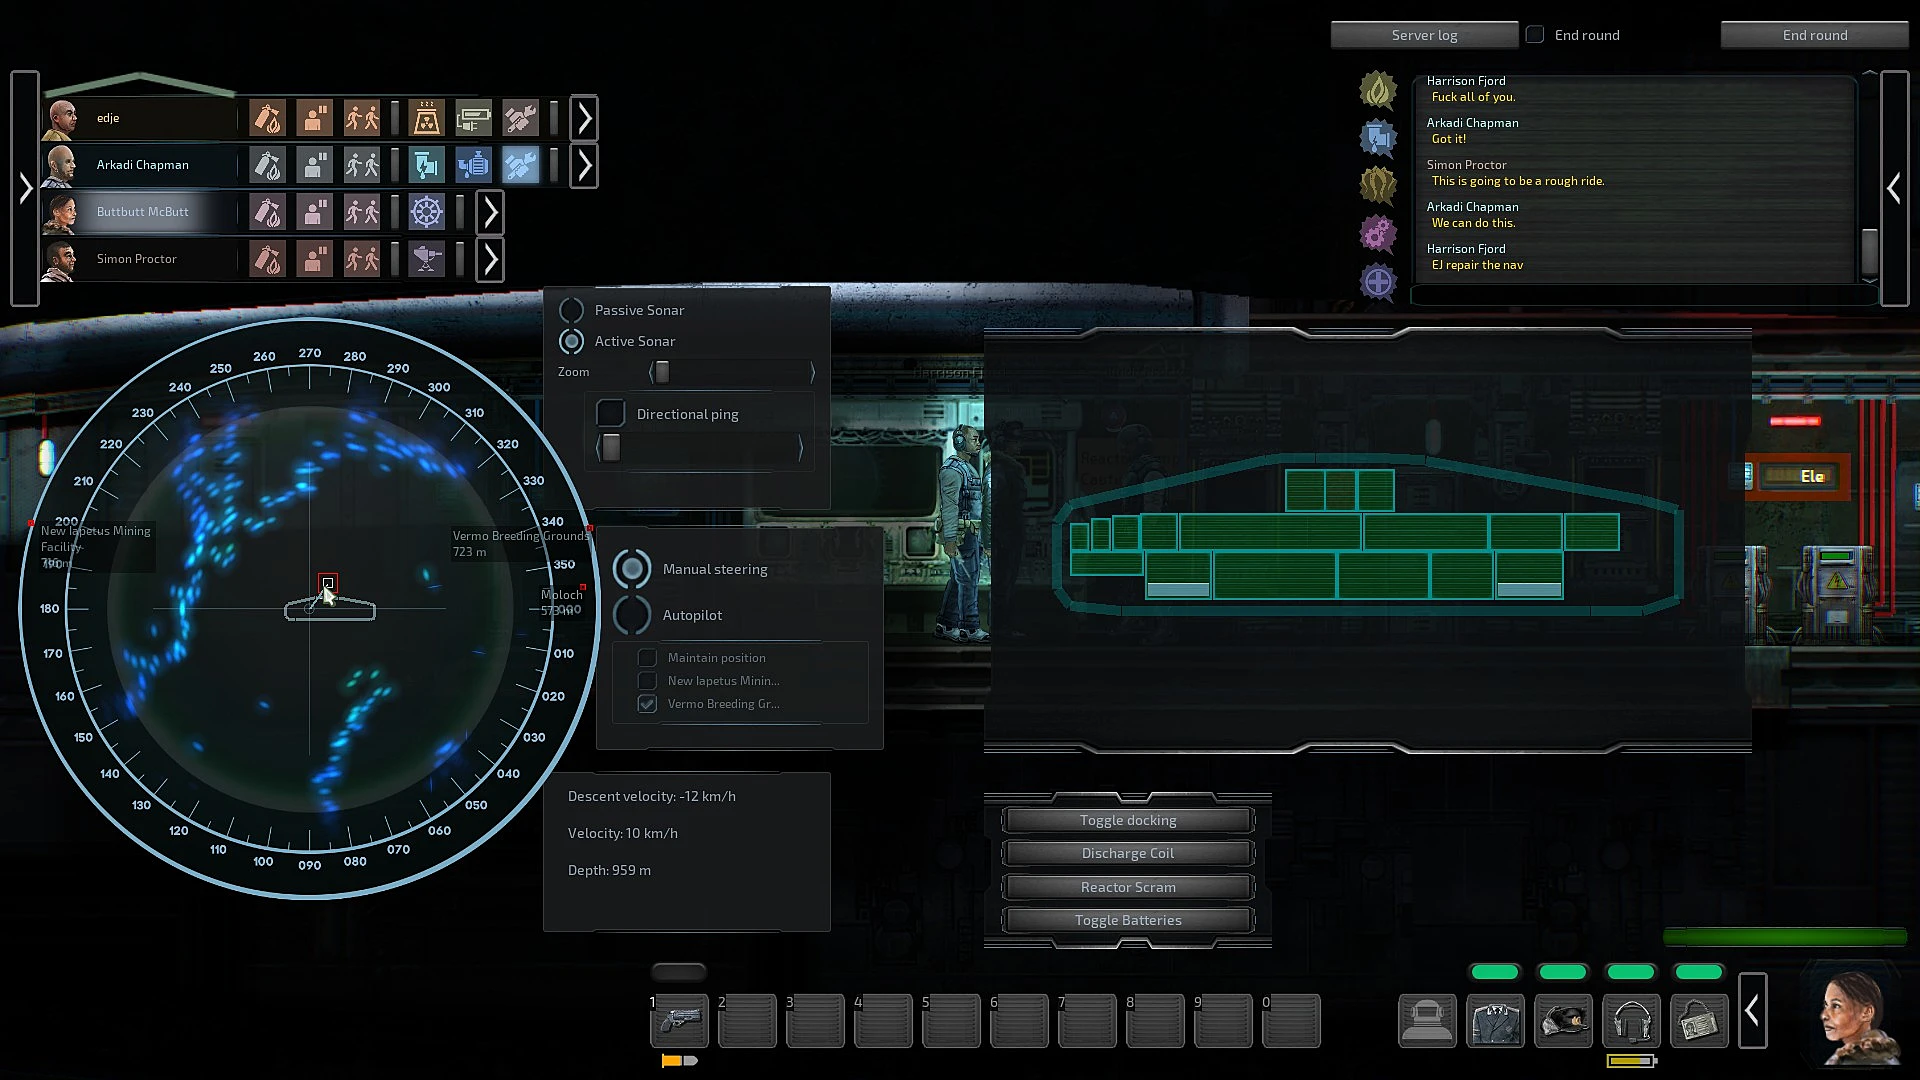 Server log
End round
End round
edje
Arkadi Chapman
Buttbutt McButt
Simon Proctor
Harrison Fjord
Fuck all of you.
Arkadi Chapman
Got it!
Simon Proctor
This is going to be a rough ride.
Arkadi Chapman
We can do this.
Harrison Fjord
EJ repair the nav
Passive Sonar
Active Sonar
Zoom
Directional ping
270
280
290
300
310
320
330
340
350
000
010
020
030
040
050
060
070
080
090
100
110
120
130
140
150
160
170
180
190
200
210
220
230
240
250
260
New Iapetus Mining
Facility
Vermo Breeding Grounds
723 m
Moloch
Manual steering
Autopilot
Maintain position
New Iapetus Minin...
Vermo Breeding Gr...
Descent velocity: -12 km/h
Velocity: 10 km/h
Depth: 959 m
Ele
Toggle docking
Discharge Coil
Reactor Scram
Toggle Batteries
1
2
3
4
5
6
7
8
9
0